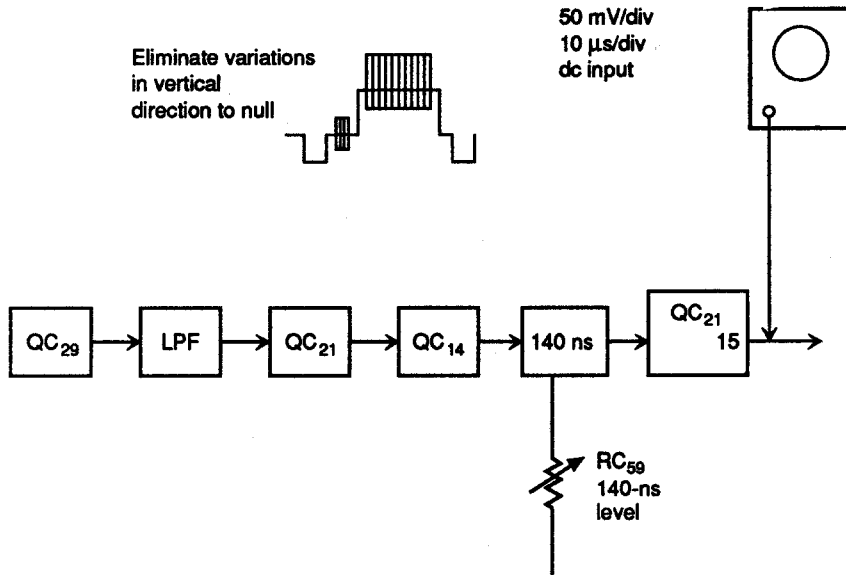 Eliminate variations
in vertical
direction to null
50 mV/div
10 µs/div
dc input
QC29
LPF
QC21
QC14
140 ns
QC21
15
RC59
140-ns
level